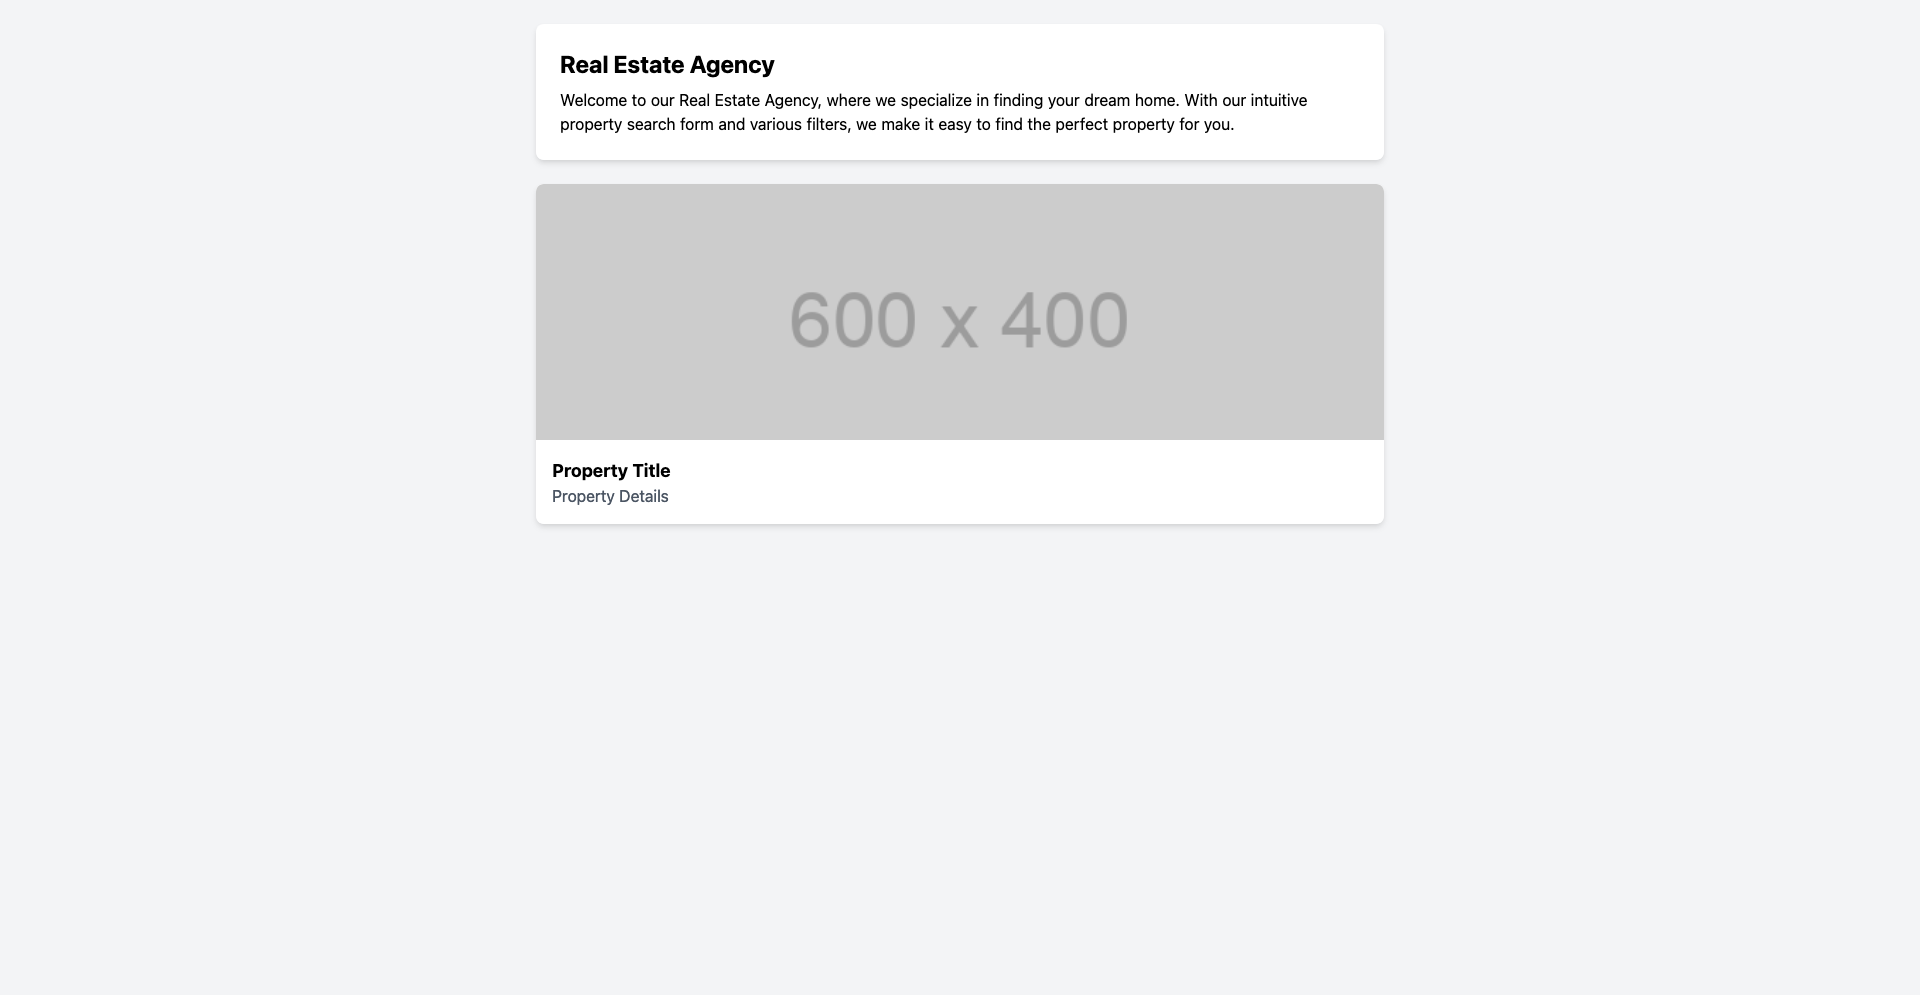 Real Estate Agency
Welcome to our Real Estate Agency, where we specialize in finding your dream home. With our intuitive
property search form and various filters, we make it easy to find the perfect property for you.
600 x 400
Property Title
Property Details